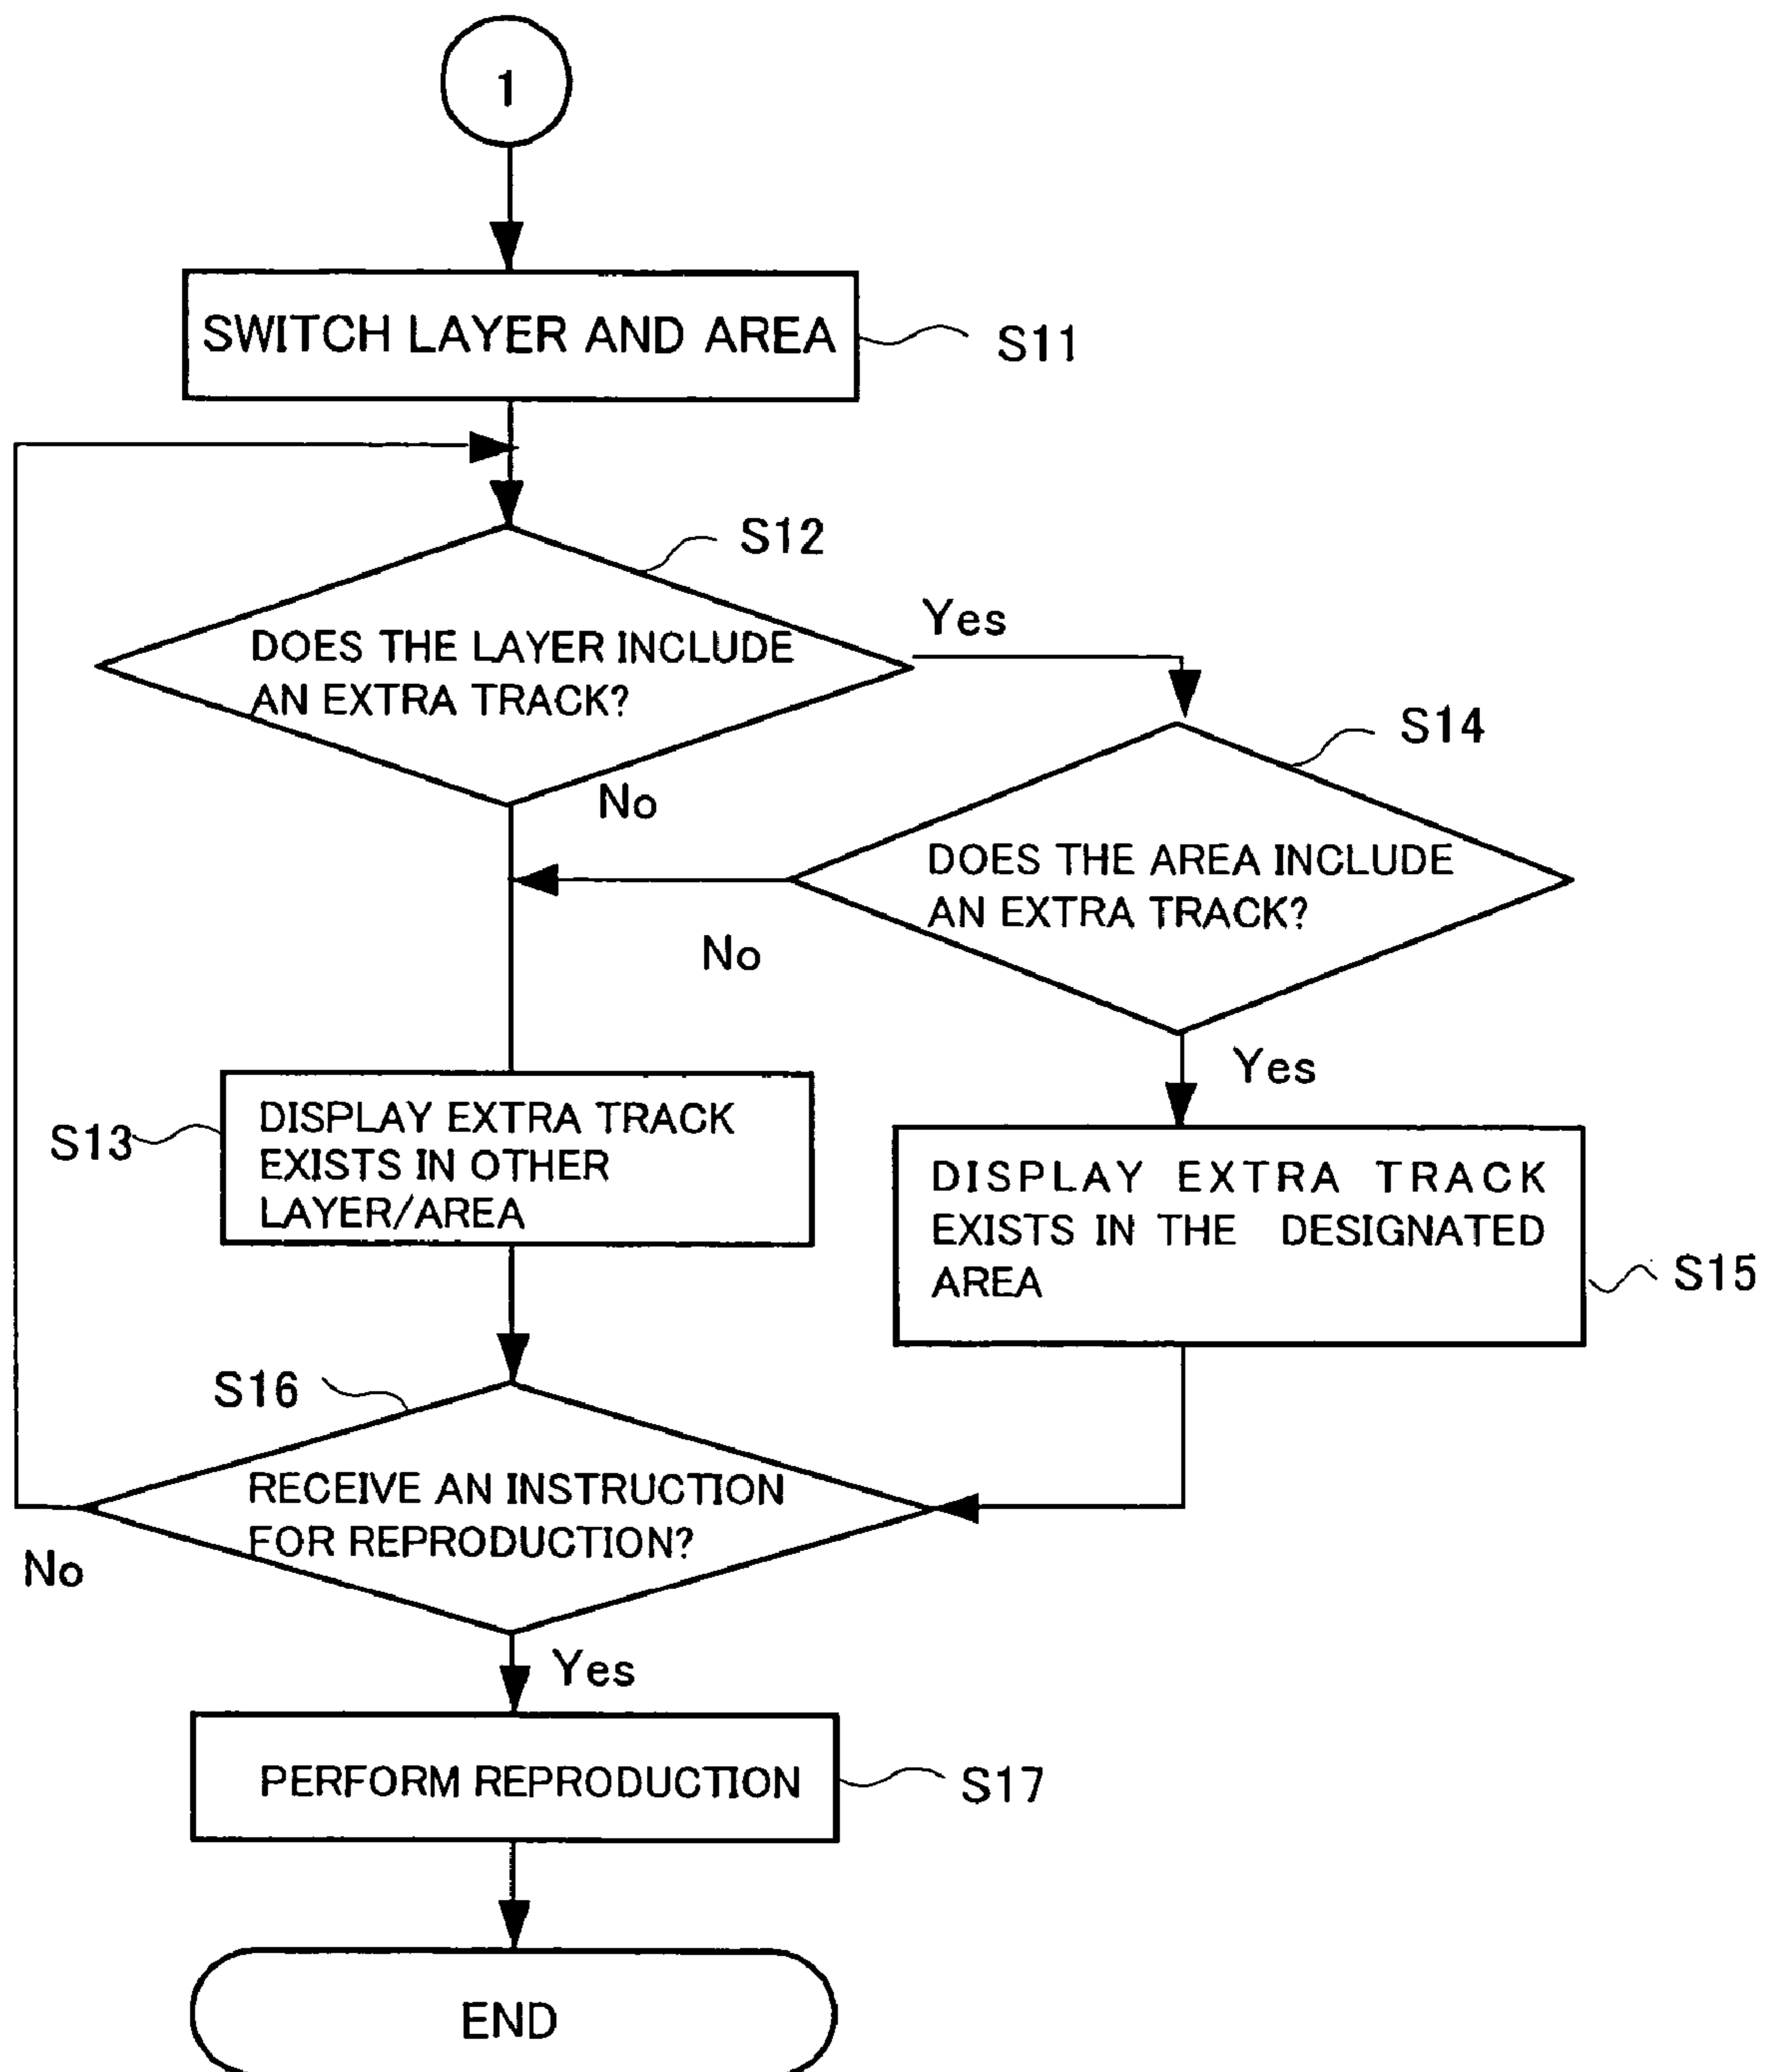 1
SWITCH LAYER AND AREA
S11
S12
DOES THE LAYER INCLUDE
AN EXTRA TRACK?
Yes
No
S14
DOES THE AREA INCLUDE
AN EXTRA TRACK?
No
Yes
S13
DISPLAY EXTRA TRACK
EXISTS IN OTHER
LAYER/AREA
DISPLAY EXTRA TRACK
EXISTS IN THE DESIGNATED
AREA
S15
S16
RECEIVE AN INSTRUCTION
FOR REPRODUCTION?
No
Yes
PERFORM REPRODUCTION
S17
END